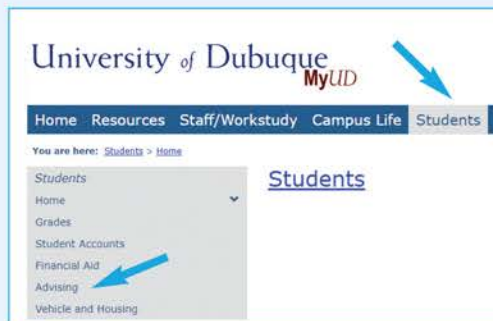 University of Dubuque
MyUD
Home Resources Staff/Workstudy Campus Life Students
You are here: Students > Home
Students
Home
Grades
Student Accounts
Financial Aid
Advising
Vehicle and Housing
Students